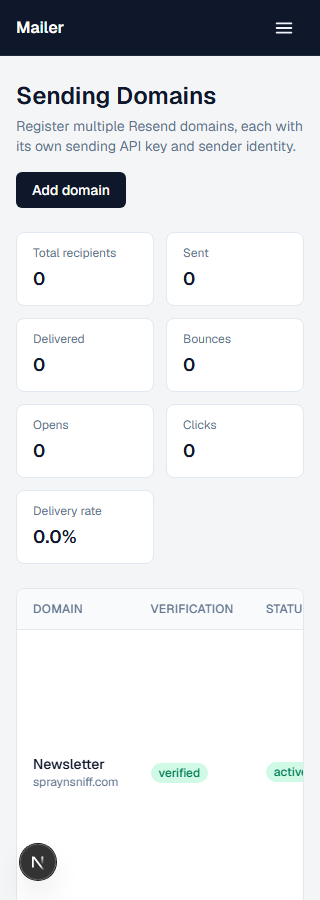 Mailer
Sending Domains
Register multiple Resend domains, each with
its own sending API key and sender identity.
Add domain
Total recipients
0
Sent
0
Delivered
0
Bounces
0
Opens
0
Clicks
0
Delivery rate
0.0%
DOMAIN VERIFICATION STATU
Newsletter
spraynsniff.com
verified
active
N